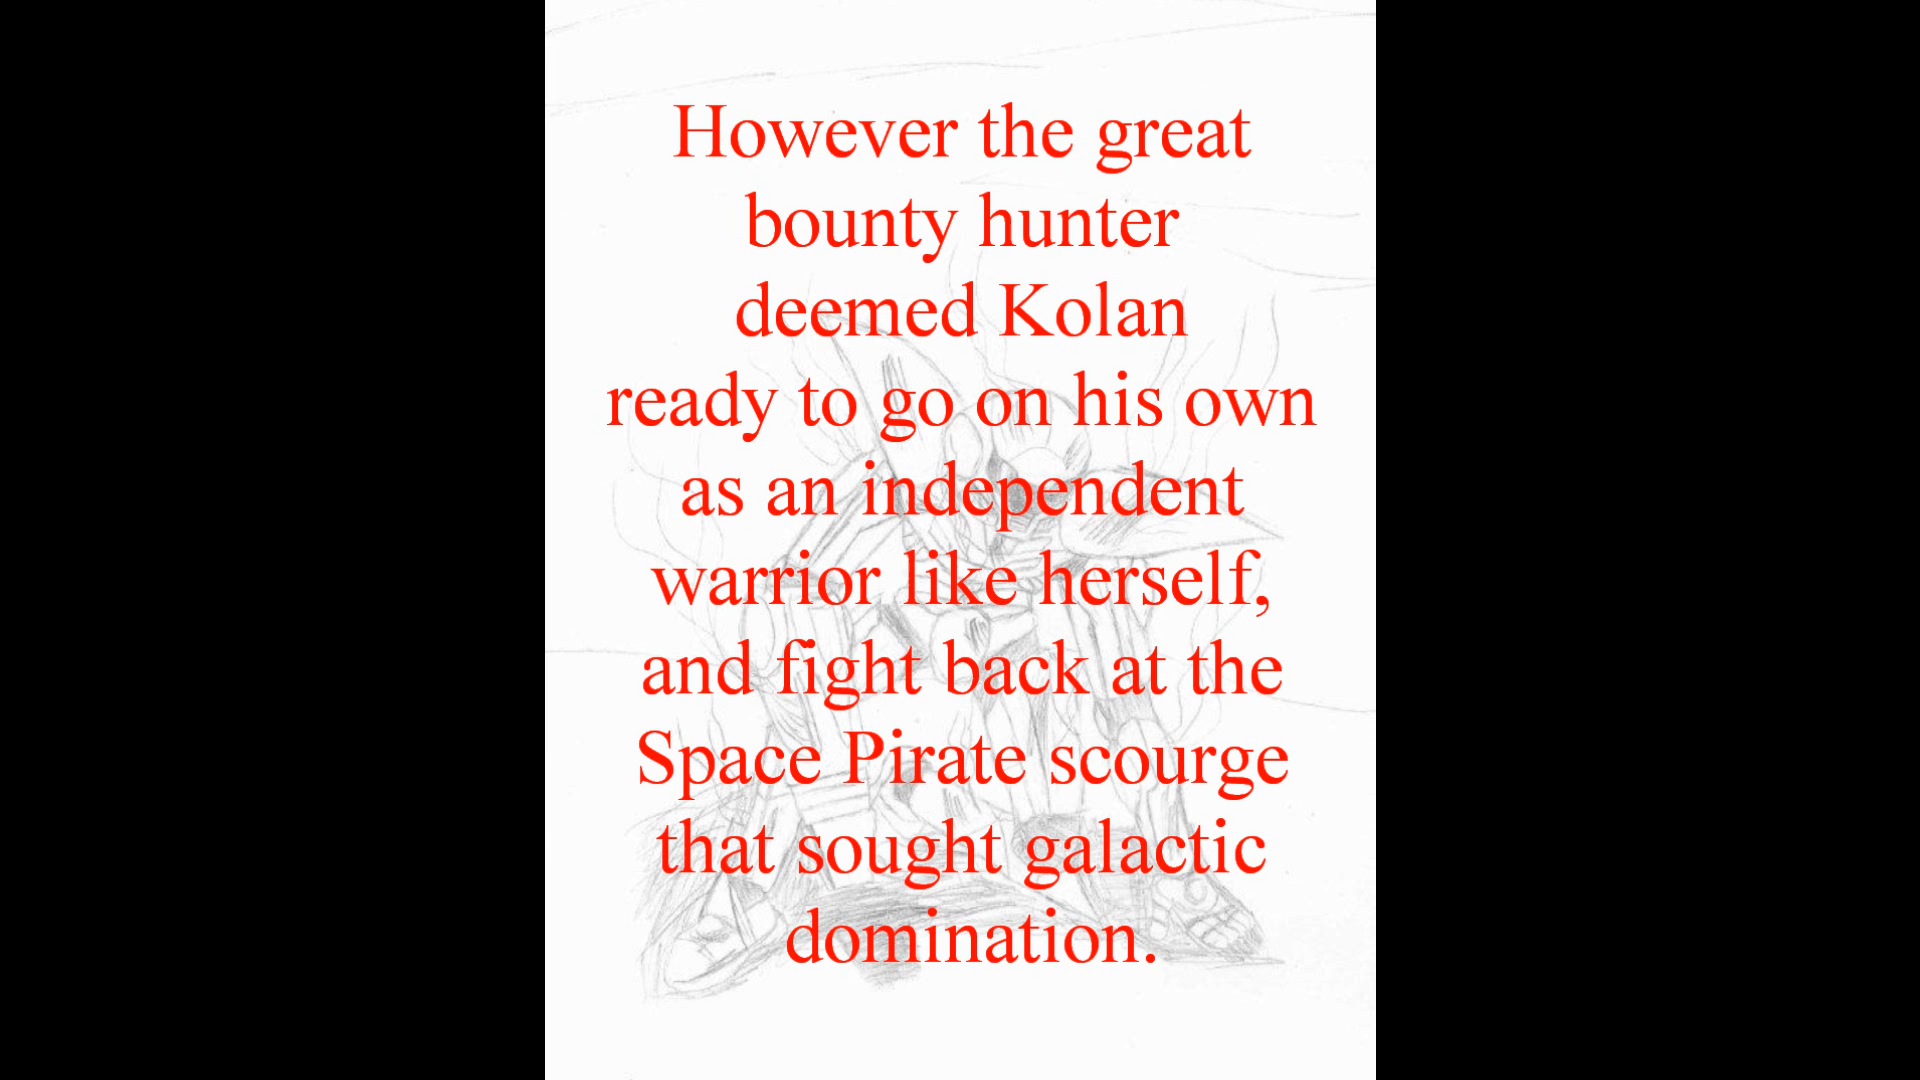 However the great
bounty hunter
deemed Kolan
ready to go on his own
as an independent
warrior like herself,
and fight back at the
Space Pirate scourge
that sought galactic
domination.